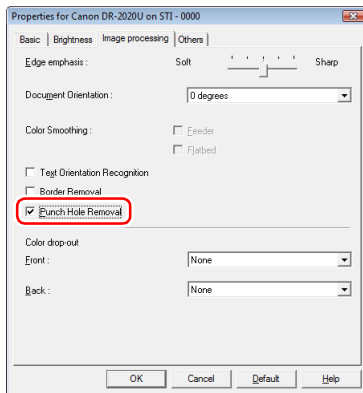 Properties for Canon DR-2020U on STI - 0000
Basic Brightness Image processing Others
Edge emphasis : Soft Sharp
Document Orientation : 0 degrees
Color Smoothing : Feeder
Flatbed
Text Orientation Recognition
Border Removal
Punch Hole Removal
Color drop-out
Front : None
Back : None
OK Cancel Default Help